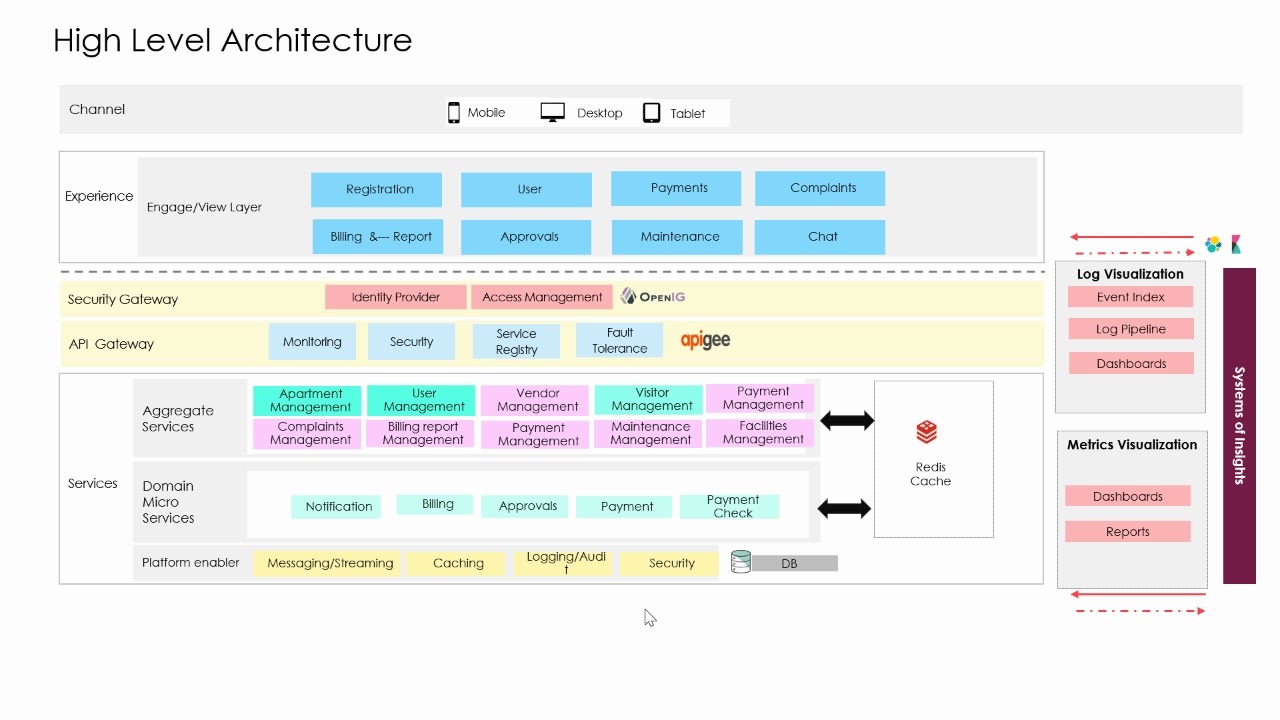 High Level Architecture
Channel
Mobile
Desktop
Tablet
Experience
Engage/View Layer
Registration
User
Payments
Complaints
Billing &--- Report
Approvals
Maintenance
Chat
Security Gateway
Identity Provider
Access Management
OPENIG
API Gateway
Monitoring
Security
Service
Registry
Fault
Tolerance
apigee
Services
Aggregate
Services
Apartment
Management
User
Management
Vendor
Management
Visitor
Management
Payment
Management
Complaints
Management
Billing report
Management
Payment
Management
Maintenance
Management
Facilities
Management
Domain
Micro
Services
Notification
Billing
Approvals
Payment
Payment
Check
Platform enabler
Messaging/Streaming
Caching
Logging/Audi
t
Security
DB
Redis
Cache
Log Visualization
Event Index
Log Pipeline
Dashboards
Metrics Visualization
Dashboards
Reports
Systems of Insights